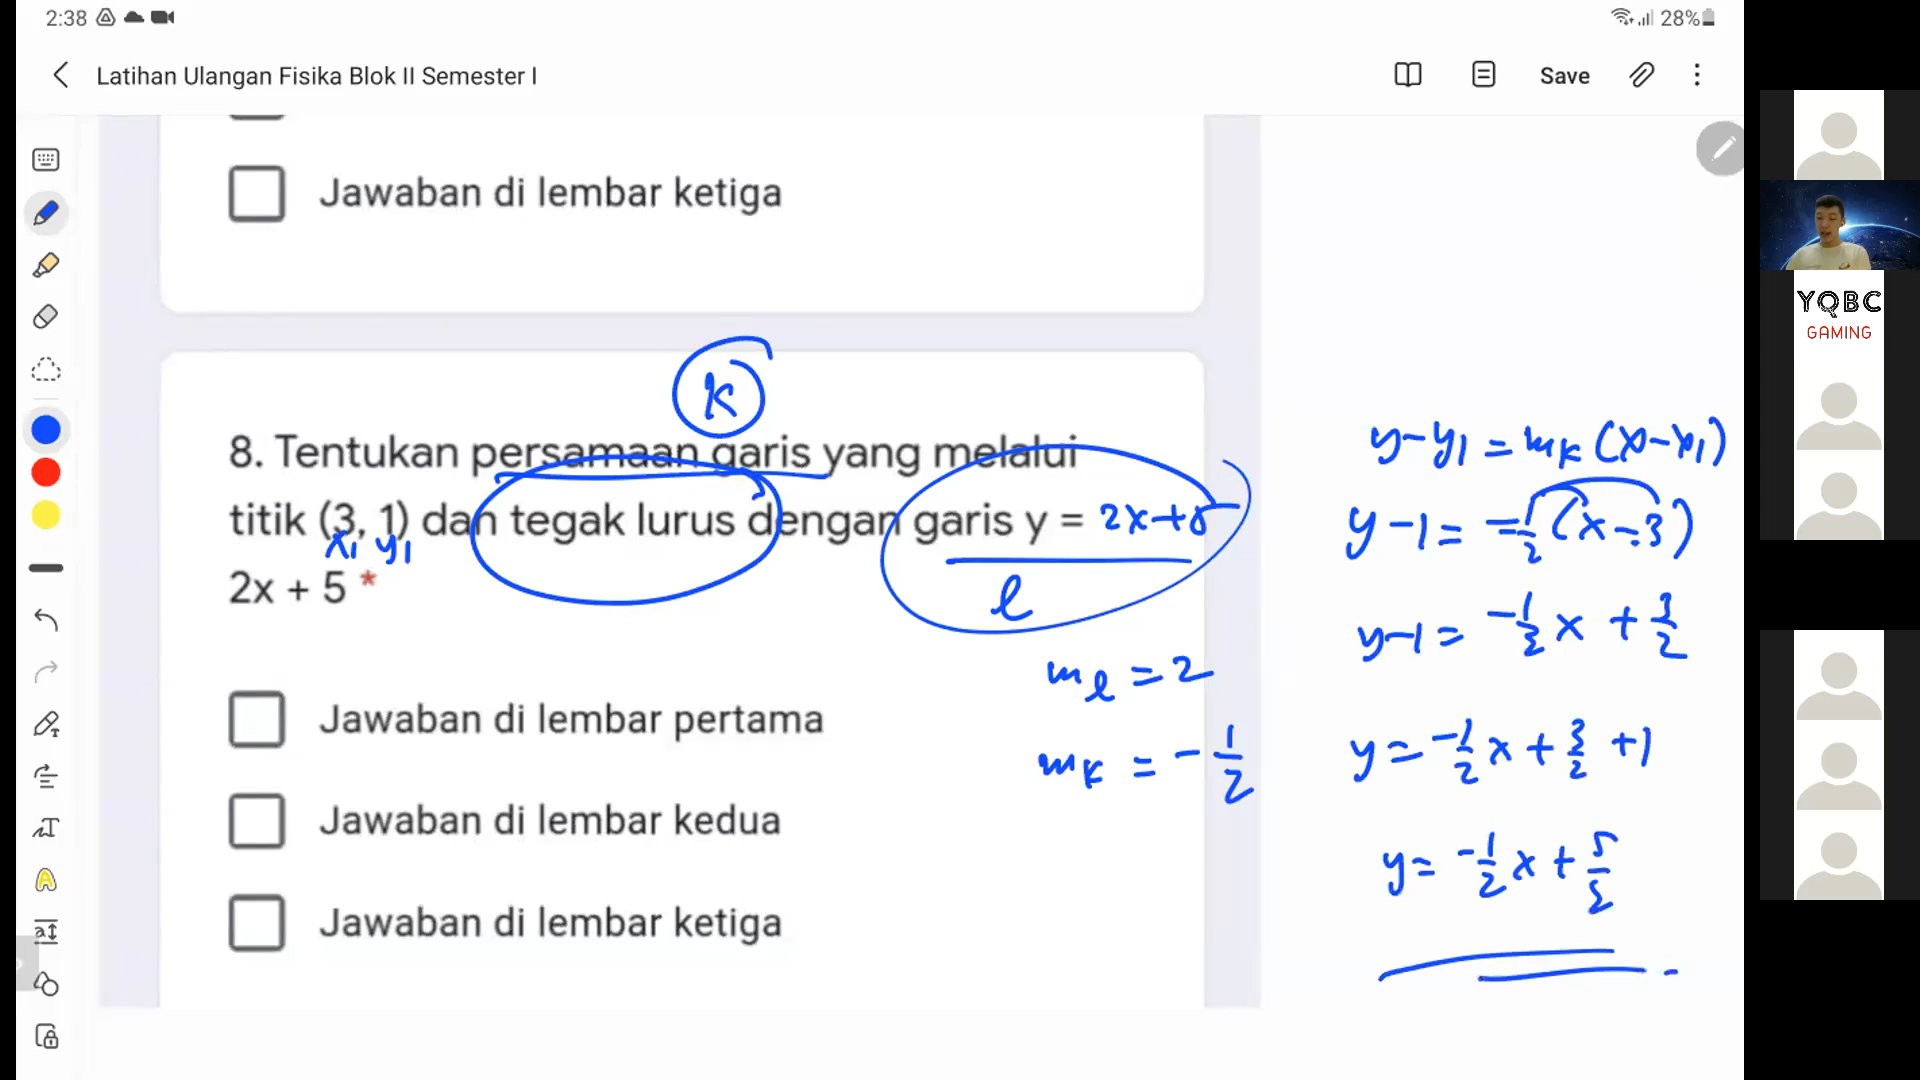 2:38
28%
Latihan Ulangan Fisika Blok II Semester I
Save
Jawaban di lembar ketiga
k
8. Tentukan persamaan garis yang melalui
titik (3, 1) dan tegak lurus dengan garis y = 2x+5
x₁ y₁
2x + 5 *
l
m_l = 2
m_k = -1/2
Jawaban di lembar pertama
Jawaban di lembar kedua
Jawaban di lembar ketiga
y-y₁ = m_k (x-x₁)
y-1 = -1/2 (x-3)
y-1 = -1/2 x + 3/2
y = -1/2 x + 3/2 + 1
y = -1/2 x + 5/2
YQBC
GAMING